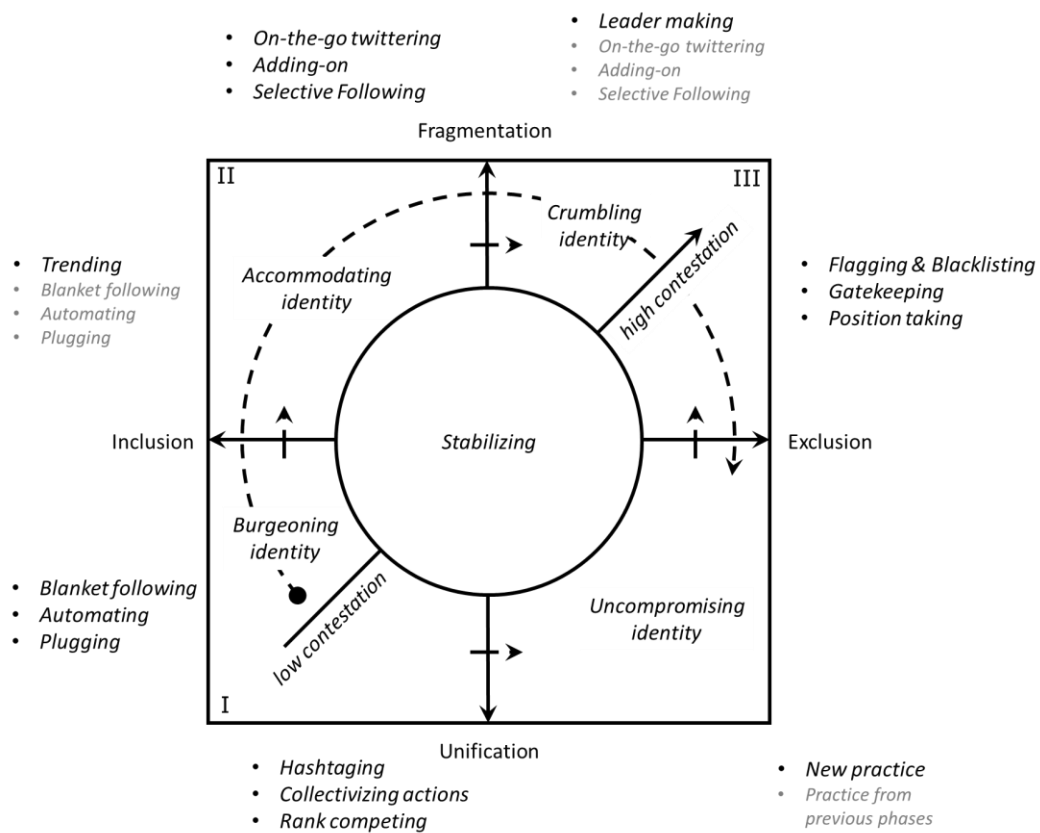 • On-the-go twittering
• Adding-on
• Selective Following
• Leader making
• On-the-go twittering
• Adding-on
• Selective Following
Fragmentation
II
III
Crumbling
identity
Accommodating
identity
high contestation
• Trending
• Blanket following
• Automating
• Plugging
• Flagging & Blacklisting
• Gatekeeping
• Position taking
Inclusion
Stabilizing
Exclusion
Burgeoning
identity
• Blanket following
• Automating
• Plugging
low contestation
Uncompromising
identity
I
Unification
• Hashtaging
• Collectivizing actions
• Rank competing
• New practice
• Practice from
previous phases